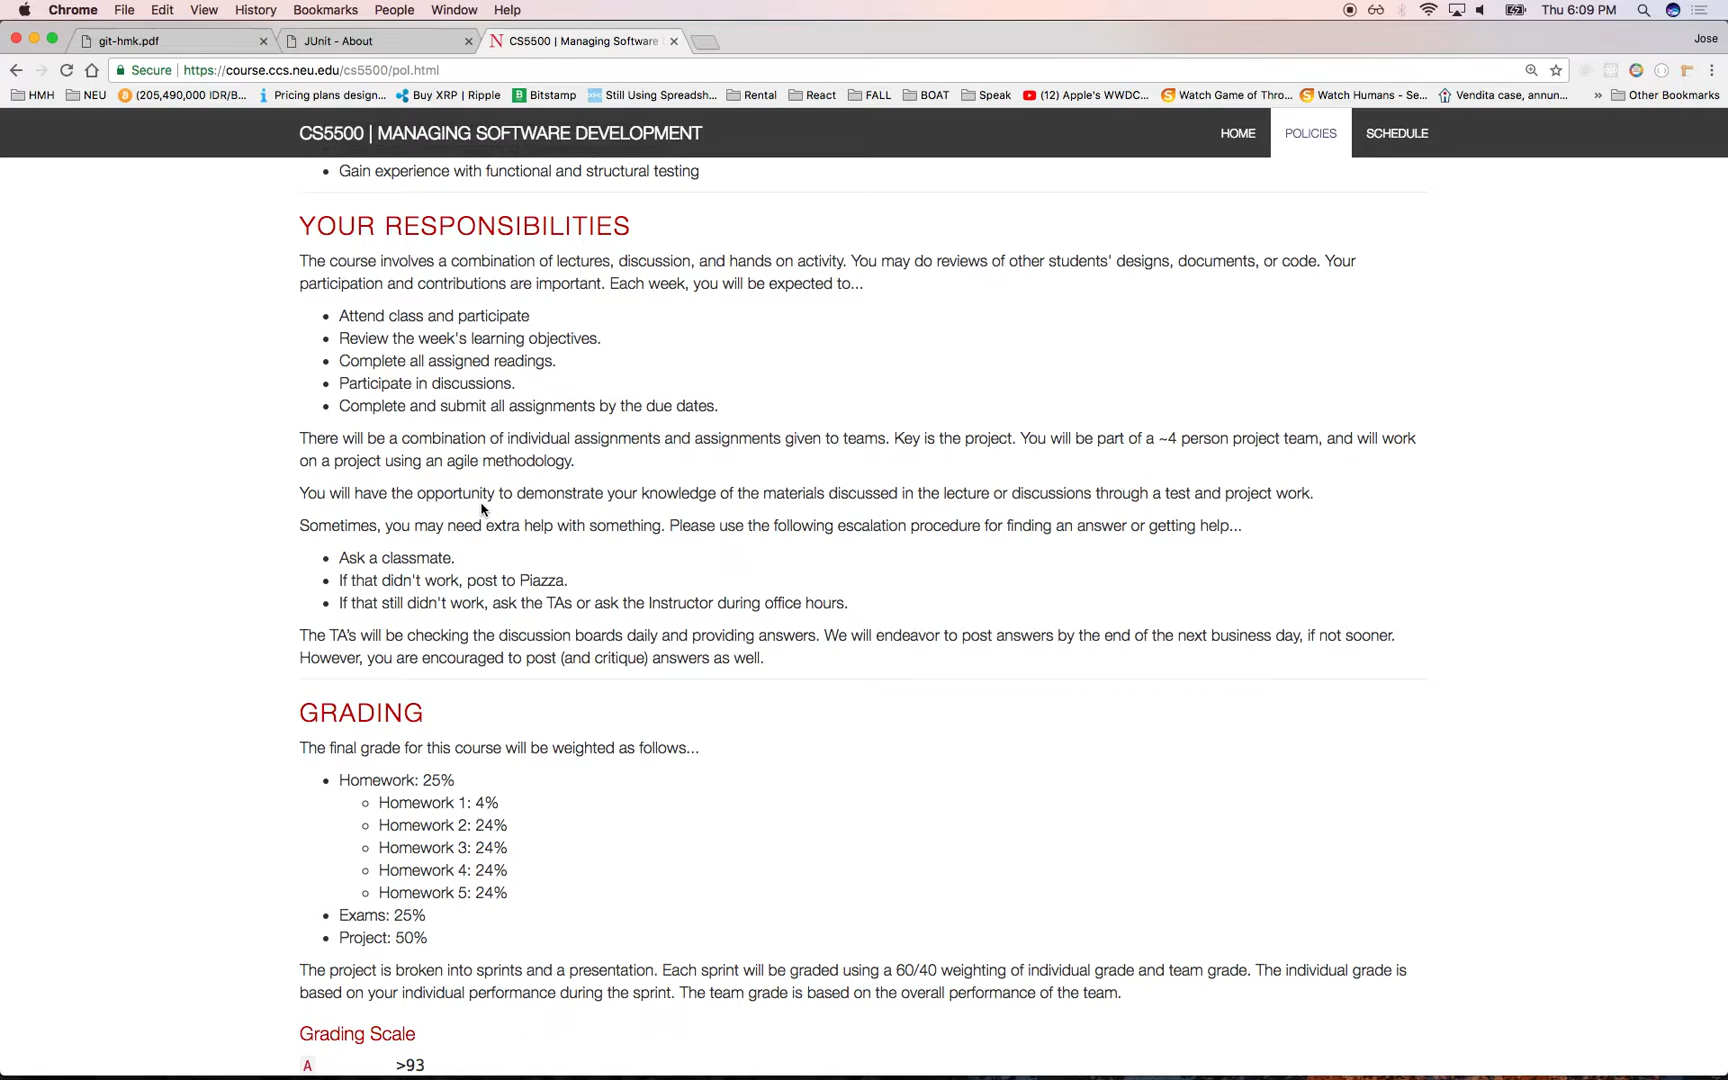 Chrome File Edit View History Bookmarks People Window Help Thu 6:09 PM
git-hmk.pdf JUnit - About CS5500 | Managing Software Jose
Secure https://course.ccs.neu.edu/cs5500/pol.html
HMH NEU (205,490,000 IDR/B... Pricing plans design... Buy XRP | Ripple Bitstamp Still Using Spreadsh... Rental React FALL BOAT Speak (12) Apple's WWDC... Watch Game of Thro... Watch Humans - Se... Vendita case, annun... » Other Bookmarks
CS5500 | MANAGING SOFTWARE DEVELOPMENT HOME POLICIES SCHEDULE
• Gain experience with functional and structural testing
YOUR RESPONSIBILITIES
The course involves a combination of lectures, discussion, and hands on activity. You may do reviews of other students' designs, documents, or code. Your
participation and contributions are important. Each week, you will be expected to...
• Attend class and participate
• Review the week's learning objectives.
• Complete all assigned readings.
• Participate in discussions.
• Complete and submit all assignments by the due dates.
There will be a combination of individual assignments and assignments given to teams. Key is the project. You will be part of a ~4 person project team, and will work
on a project using an agile methodology.
You will have the opportunity to demonstrate your knowledge of the materials discussed in the lecture or discussions through a test and project work.
Sometimes, you may need extra help with something. Please use the following escalation procedure for finding an answer or getting help...
• Ask a classmate.
• If that didn't work, post to Piazza.
• If that still didn't work, ask the TAs or ask the Instructor during office hours.
The TA's will be checking the discussion boards daily and providing answers. We will endeavor to post answers by the end of the next business day, if not sooner.
However, you are encouraged to post (and critique) answers as well.
GRADING
The final grade for this course will be weighted as follows...
• Homework: 25%
◦ Homework 1: 4%
◦ Homework 2: 24%
◦ Homework 3: 24%
◦ Homework 4: 24%
◦ Homework 5: 24%
• Exams: 25%
• Project: 50%
The project is broken into sprints and a presentation. Each sprint will be graded using a 60/40 weighting of individual grade and team grade. The individual grade is
based on your individual performance during the sprint. The team grade is based on the overall performance of the team.
Grading Scale
A >93